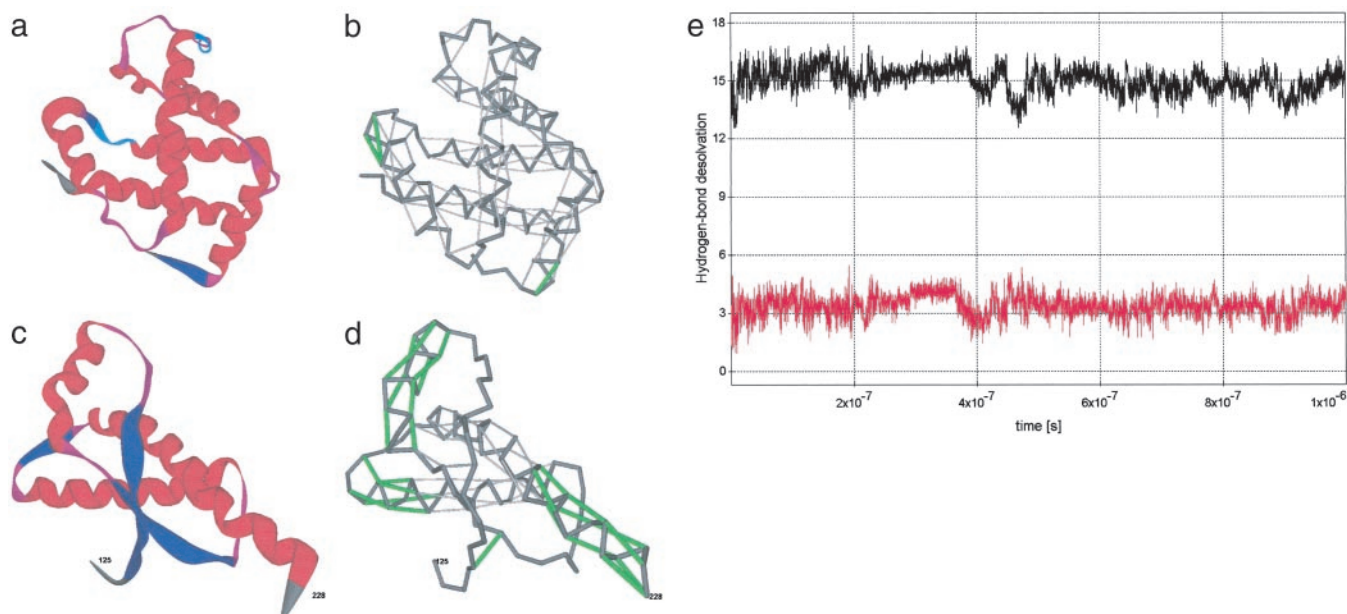 a
b
c
d
e
125
228
125
228
Hydrogen-bond desolvation
18
15
12
9
6
3
0
2x10⁻⁷
4x10⁻⁷
6x10⁻⁷
8x10⁻⁷
1x10⁻⁶
time [s]